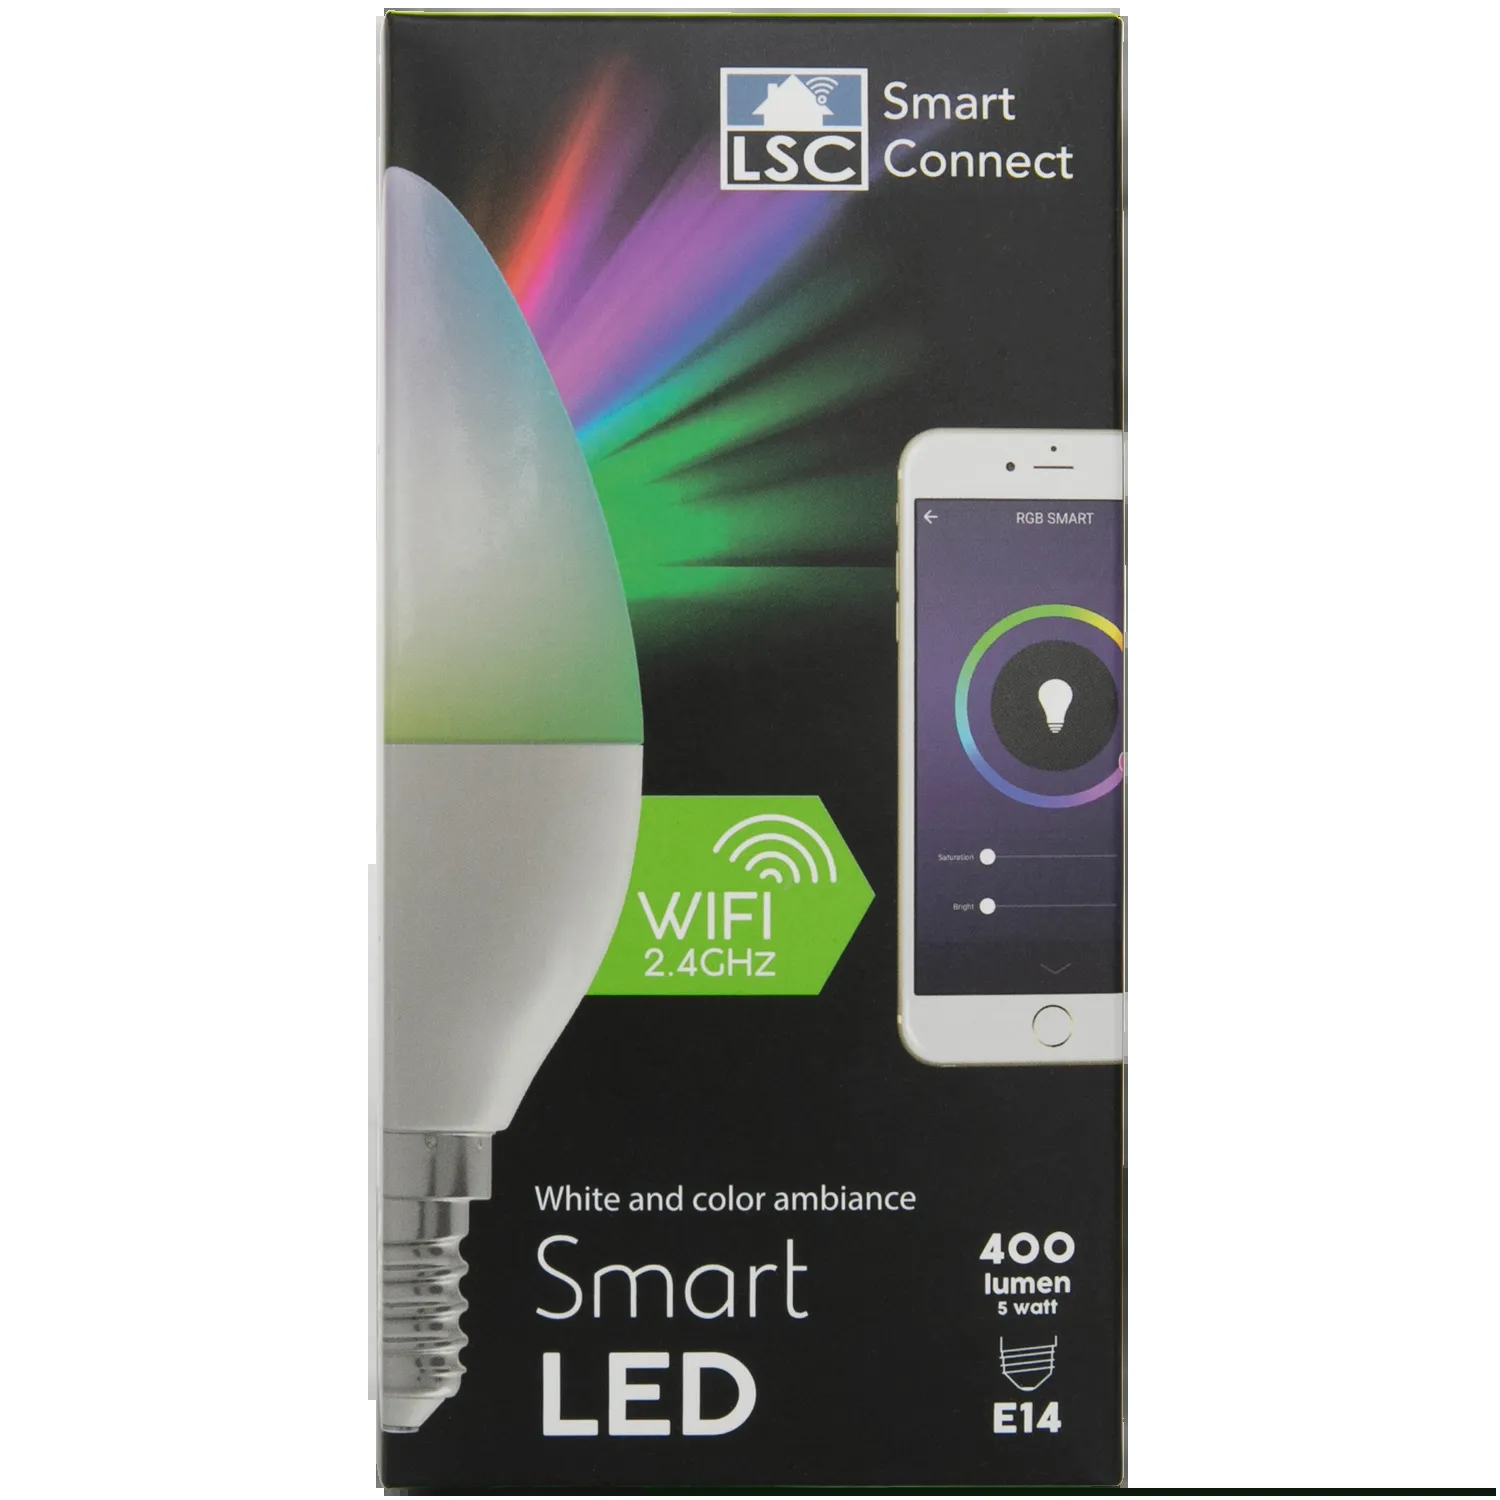 LSC
Smart
Connect
RGB SMART
Saturation
Bright
WIFI
2.4GHz
White and color ambiance
Smart
LED
400
lumen
5 watt
E14